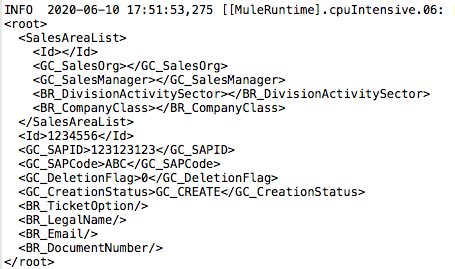 INFO  2020-06-10 17:51:53,275 [[MuleRuntime].cpuIntensive.06:
<root>
  <SalesAreaList>
    <Id></Id>
    <GC_SalesOrg></GC_SalesOrg>
    <GC_SalesManager></GC_SalesManager>
    <BR_DivisionActivitySector></BR_DivisionActivitySector>
    <BR_CompanyClass></BR_CompanyClass>
  </SalesAreaList>
  <Id>1234556</Id>
  <GC_SAPID>123123123</GC_SAPID>
  <GC_SAPCode>ABC</GC_SAPCode>
  <GC_DeletionFlag>0</GC_DeletionFlag>
  <GC_CreationStatus>GC_CREATE</GC_CreationStatus>
  <BR_TicketOption/>
  <BR_LegalName/>
  <BR_Email/>
  <BR_DocumentNumber/>
</root>